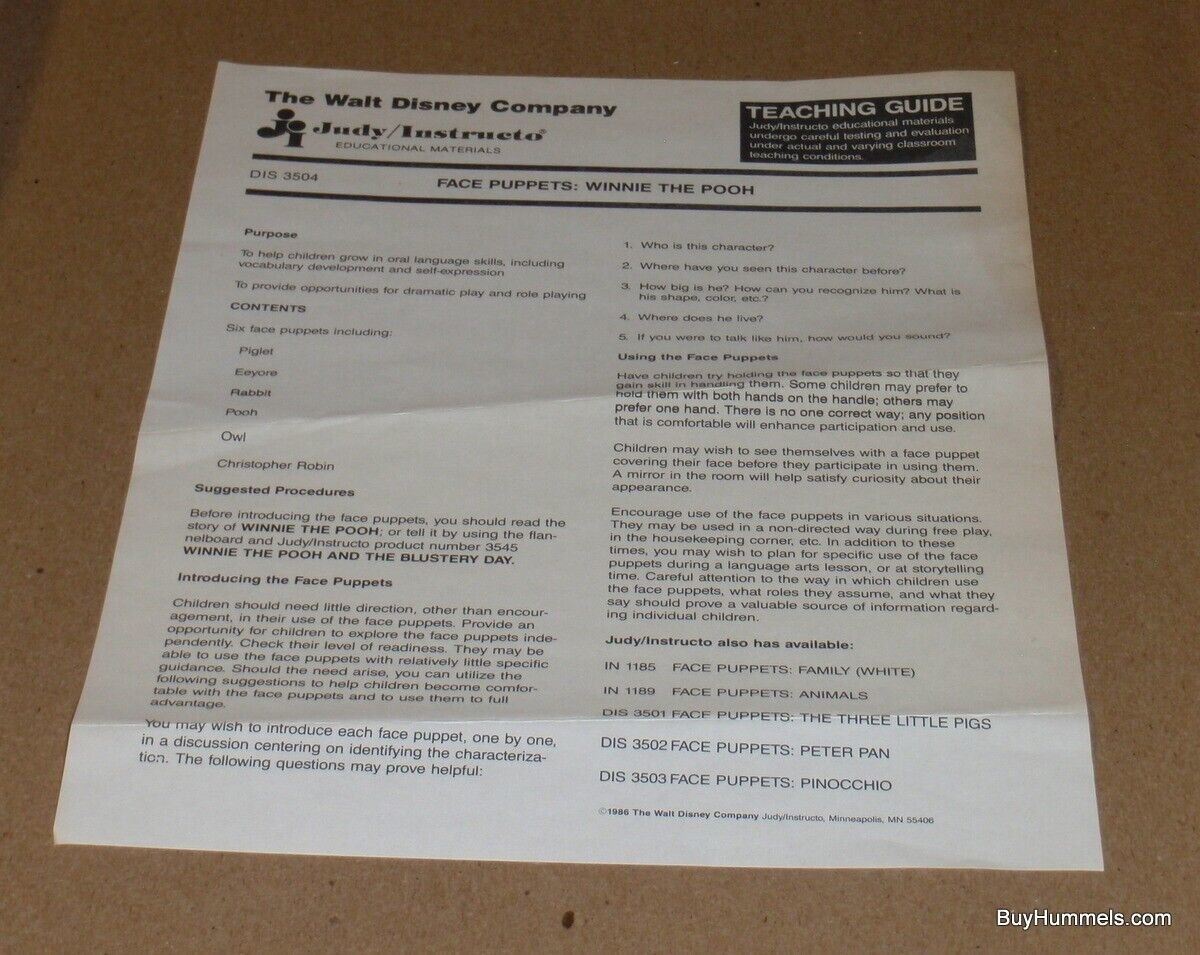 The Walt Disney Company
Judy/Instructo®
EDUCATIONAL MATERIALS
TEACHING GUIDE
Judy/Instructo educational materials
undergo careful testing and evaluation
under actual and varying classroom
teaching conditions.
DIS 3504
FACE PUPPETS: WINNIE THE POOH
Purpose
To help children grow in oral language skills, including
vocabulary development and self-expression
To provide opportunities for dramatic play and role playing
CONTENTS
Six face puppets including:
Piglet
Eeyore
Rabbit
Pooh
Owl
Christopher Robin
Suggested Procedures
Before introducing the face puppets, you should read the
story of WINNIE THE POOH; or tell it by using the flan-
nelboard and Judy/Instructo product number 3545
WINNIE THE POOH AND THE BLUSTERY DAY.
Introducing the Face Puppets
Children should need little direction, other than encour-
agement, in their use of the face puppets. Provide an
opportunity for children to explore the face puppets inde-
pendently. Check their level of readiness. They may be
able to use the face puppets with relatively little specific
guidance. Should the need arise, you can utilize the
following suggestions to help children become comfor-
table with the face puppets and to use them to full
advantage.
You may wish to introduce each face puppet, one by one,
in a discussion centering on identifying the characteriza-
tion. The following questions may prove helpful:
1. Who is this character?
2. Where have you seen this character before?
3. How big is he? How can you recognize him? What is
his shape, color, etc.?
4. Where does he live?
5. If you were to talk like him, how would you sound?
Using the Face Puppets
Have children try holding the face puppets so that they
gain skill in handling them. Some children may prefer to
hold them with both hands on the handle; others may
prefer one hand. There is no one correct way; any position
that is comfortable will enhance participation and use.
Children may wish to see themselves with a face puppet
covering their face before they participate in using them.
A mirror in the room will help satisfy curiosity about their
appearance.
Encourage use of the face puppets in various situations.
They may be used in a non-directed way during free play,
in the housekeeping corner, etc. In addition to these
times, you may wish to plan for specific use of the face
puppets during a language arts lesson, or at storytelling
time. Careful attention to the way in which children use
the face puppets, what roles they assume, and what they
say should prove a valuable source of information regard-
ing individual children.
Judy/Instructo also has available:
IN 1185 FACE PUPPETS: FAMILY (WHITE)
IN 1189 FACE PUPPETS: ANIMALS
DIS 3501 FACE PUPPETS: THE THREE LITTLE PIGS
DIS 3502 FACE PUPPETS: PETER PAN
DIS 3503 FACE PUPPETS: PINOCCHIO
©1986 The Walt Disney Company Judy/Instructo, Minneapolis, MN 55406
BuyHummels.com